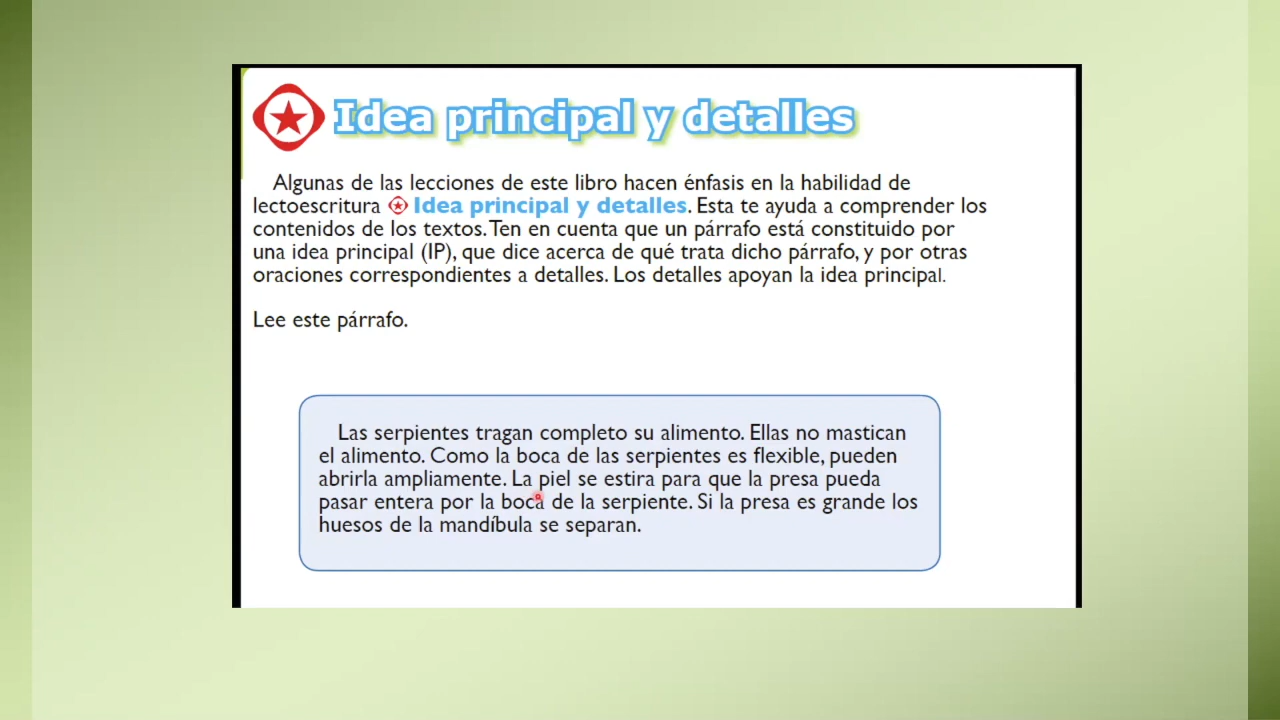 Idea principal y detalles
Algunas de las lecciones de este libro hacen énfasis en la habilidad de
lectoescritura Idea principal y detalles. Esta te ayuda a comprender los
contenidos de los textos. Ten en cuenta que un párrafo está constituido por
una idea principal (IP), que dice acerca de qué trata dicho párrafo, y por otras
oraciones correspondientes a detalles. Los detalles apoyan la idea principal.
Lee este párrafo.
Las serpientes tragan completo su alimento. Ellas no mastican
el alimento. Como la boca de las serpientes es flexible, pueden
abrirla ampliamente. La piel se estira para que la presa pueda
pasar entera por la boca de la serpiente. Si la presa es grande los
huesos de la mandíbula se separan.